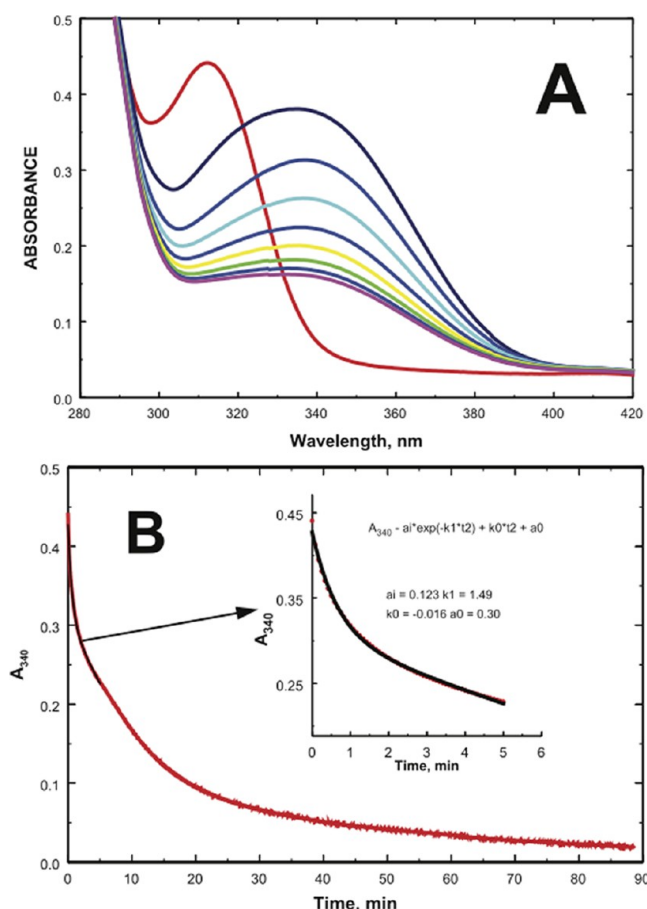 0.5
0.4
0.3
0.2
0.1
0.0
ABSORBANCE
A
280 300 320 340 360 380 400 420
Wavelength, nm
0.5
0.4
0.3
0.2
0.1
0.0
A340
B
0.45
0.35
0.25
A340
A340 - ai*exp(-k1*t2) + k0*t2 + a0
ai = 0.123 k1 = 1.49
k0 = -0.016 a0 = 0.30
0 1 2 3 4 5 6
Time, min
0 10 20 30 40 50 60 70 80 90
Time, min